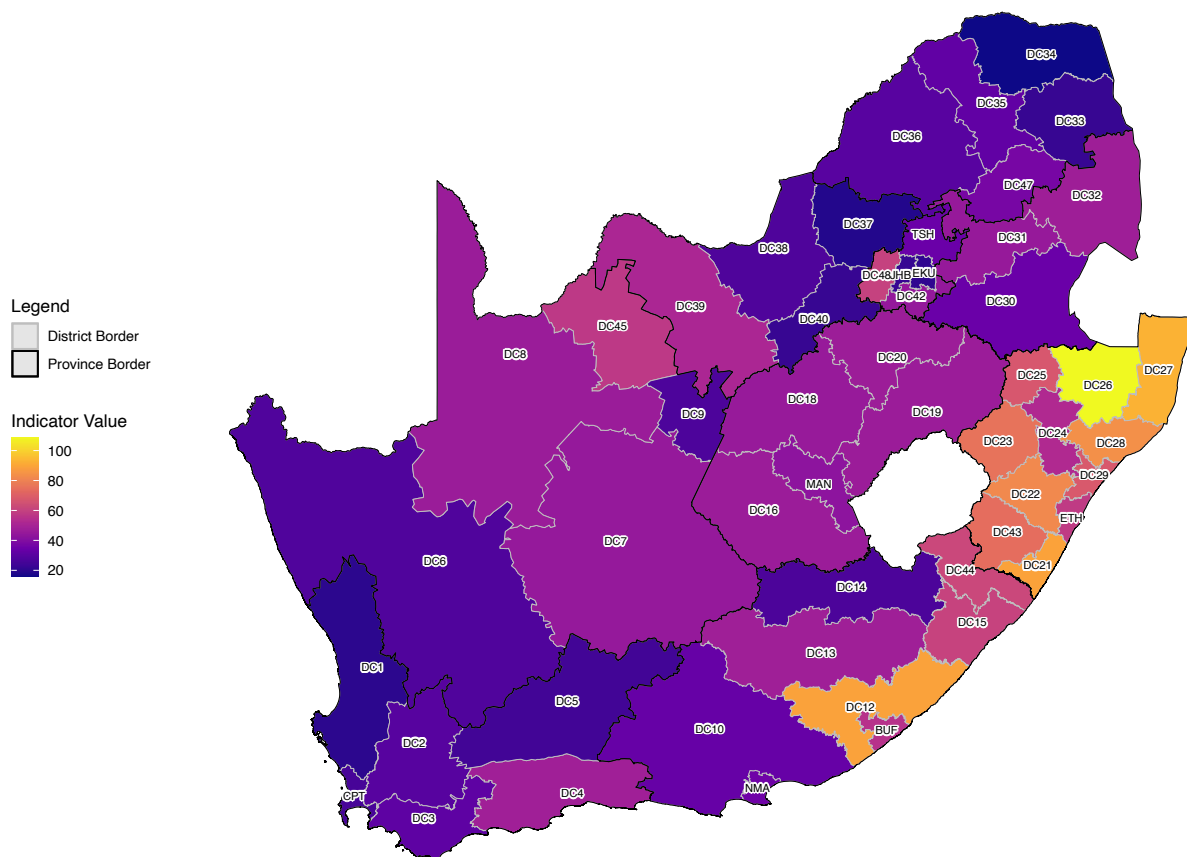 DC34
DC35
DC33
DC36
DC47
DC32
DC37
TSH
DC31
DC38
DC48
JHB
EKU
DC42
DC30
DC39
DC40
DC45
DC8
DC20
DC25
DC26
DC27
DC9
DC18
DC19
DC24
DC28
DC23
DC29
MAN
DC22
DC16
ETH
DC7
DC43
DC6
DC21
DC44
DC14
DC15
DC13
DC1
DC5
DC12
DC10
BUF
DC2
NMA
CPT
DC4
DC3
Legend
District Border
Province Border
Indicator Value
100
80
60
40
20